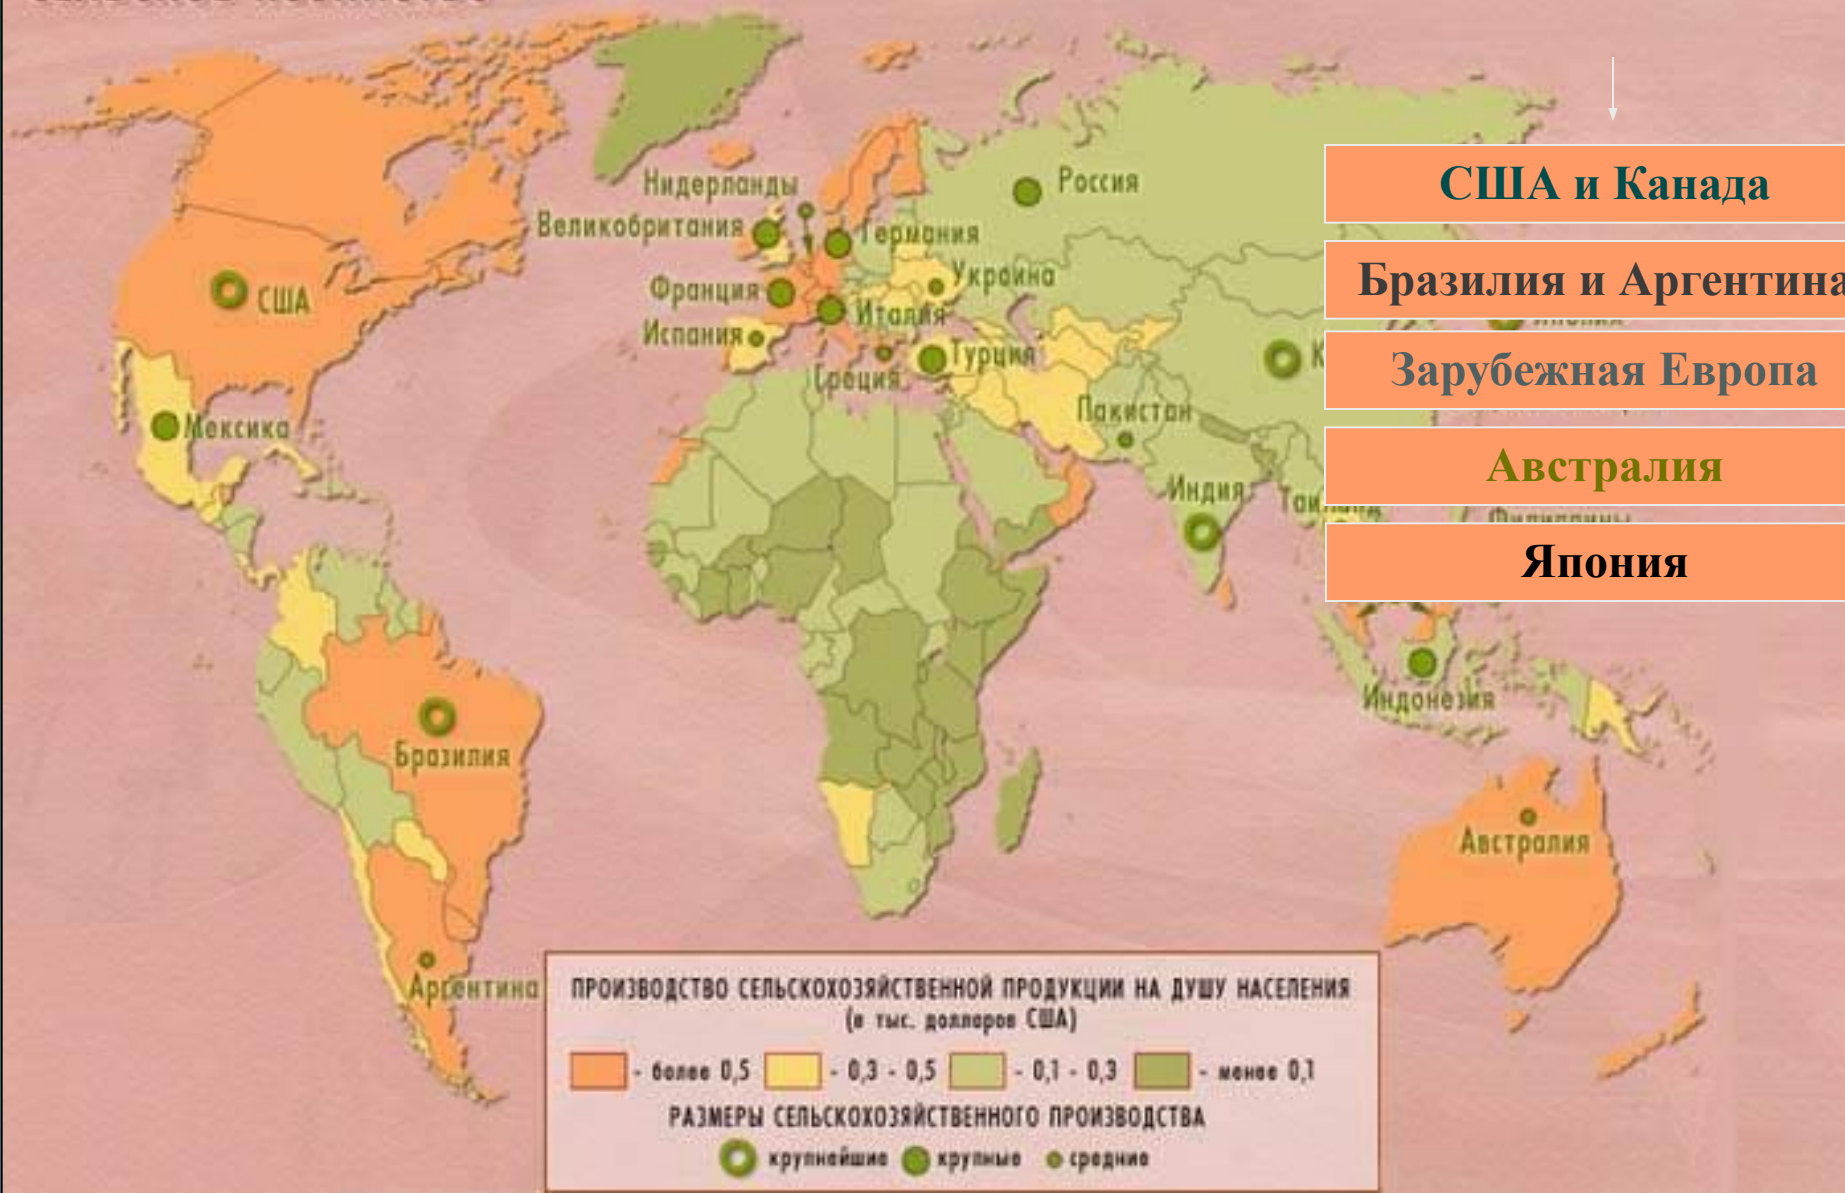 Нидерланды
Россия
Великобритания
Германия
США
Франция
Украина
Италия
Испания
Турция
Греция
Мексика
Пакистан
Индия
Бразилия
Индонезия
Австралия
Аргентина
США и Канада
Бразилия и Аргентина
Зарубежная Европа
Австралия
Япония
ПРОИЗВОДСТВО СЕЛЬСКОХОЗЯЙСТВЕННОЙ ПРОДУКЦИИ НА ДУШУ НАСЕЛЕНИЯ
(в тыс. долларов США)
- более 0,5 - 0,3 - 0,5 - 0,1 - 0,3 - менее 0,1
РАЗМЕРЫ СЕЛЬСКОХОЗЯЙСТВЕННОГО ПРОИЗВОДСТВА
крупнейшие крупные средние